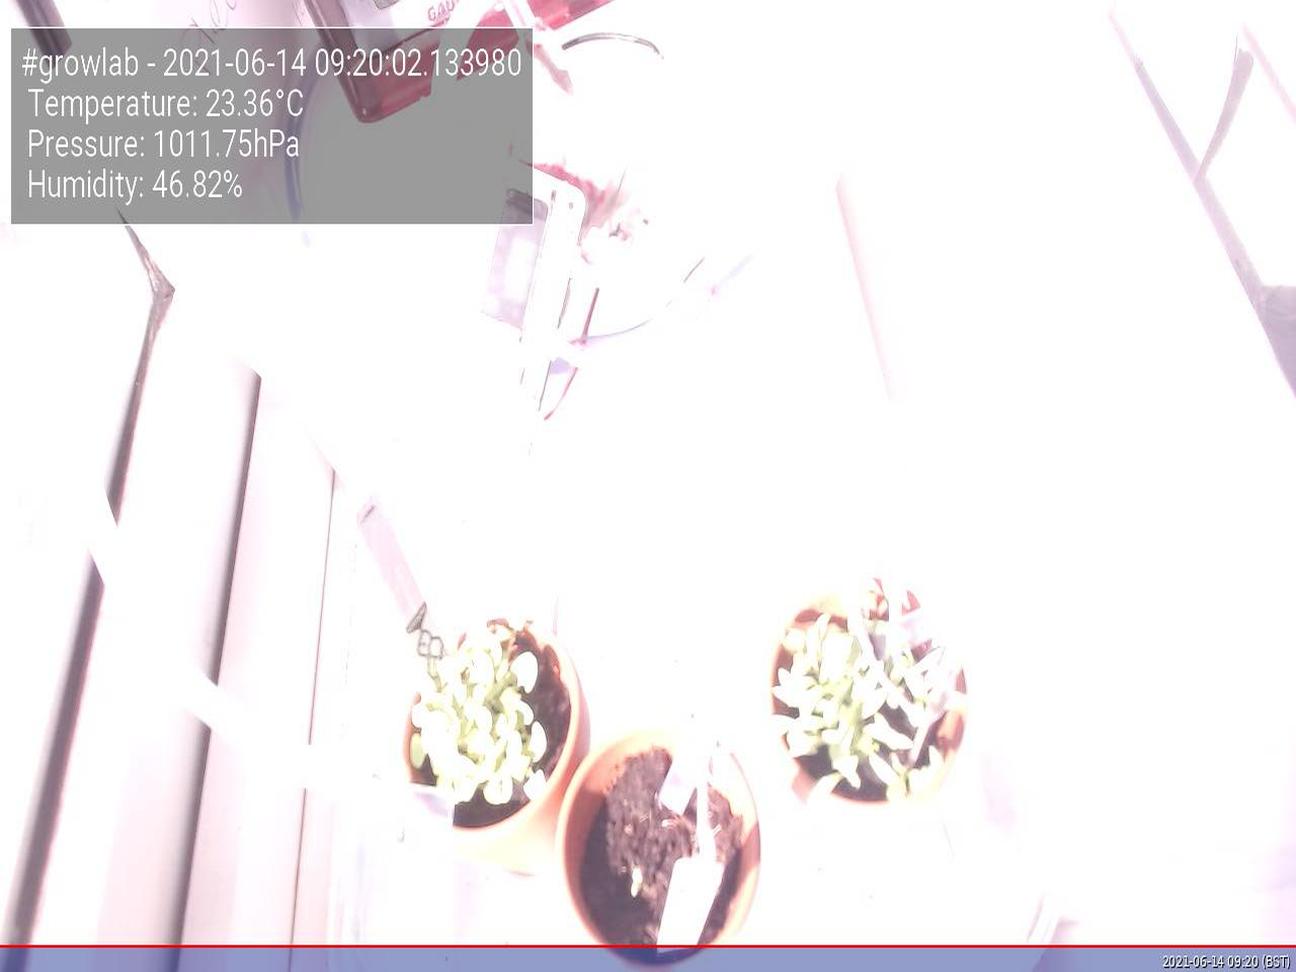 #growlab - 2021-06-14 09:20:02.133980
Temperature: 23.36°C
Pressure: 1011.75hPa
Humidity: 46.82%
2021-06-14 09:20 (BST)